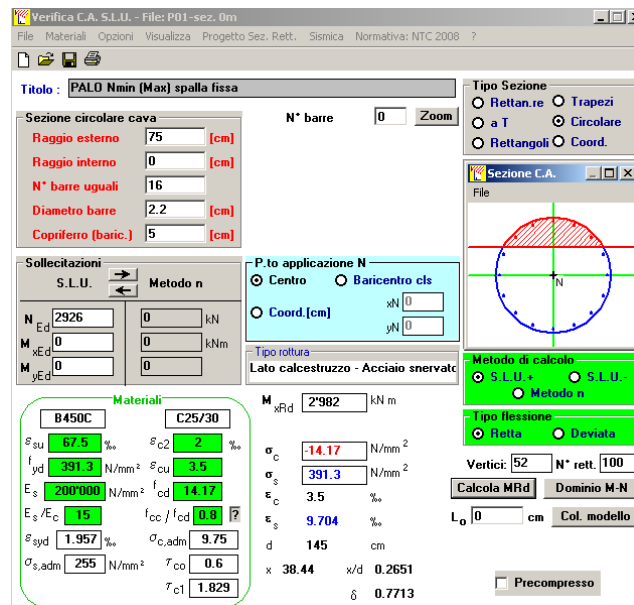 Verifica C.A. S.L.U. - File: P01-sez. 0m
File Materiali Opzioni Visualizza Progetto Sez. Rett. Sismica Normativa: NTC 2008 ?
Titolo : PALO Nmin (Max) spalla fissa
Tipo Sezione
Rettan.re Trapezi
a T Circolare
Rettangoli Coord.
Sezione circolare cava
Raggio esterno 75 [cm]
Raggio interno 0 [cm]
N° barre uguali 16
Diametro barre 2.2 [cm]
Copriferro (baric.) 5 [cm]
N° barre 0 Zoom
Sezione C.A.
File
N
Sollecitazioni
S.L.U. Metodo n
N Ed 2926 0 kN
M xEd 0 0 kNm
M yEd 0 0
P.to applicazione N
Centro Baricentro cls
Coord.[cm] xN 0
yN 0
Tipo rottura
Lato calcestruzzo - Acciaio snervato
Metodo di calcolo
S.L.U.+ S.L.U.-
Metodo n
Tipo flessione
Retta Deviata
Materiali
B450C C25/30
εsu 67.5 ‰ εc2 2 ‰
fyd 391.3 N/mm² εcu 3.5
Es 200'000 N/mm² fcd 14.17
Es/Ec 15 fcc / fcd 0.8 ?
εsyd 1.957 ‰ σc,adm 9.75
σs,adm 255 N/mm² τco 0.6
τc1 1.829
M xRd 2'982 kN m
σc -14.17 N/mm²
σs 391.3 N/mm²
εc 3.5 ‰
εs 9.704 ‰
d 145 cm
x 38.44 x/d 0.2651
δ 0.7713
Vertici: 52 N° rett. 100
Calcola MRd Dominio M-N
Lo 0 cm Col. modello
Precompresso